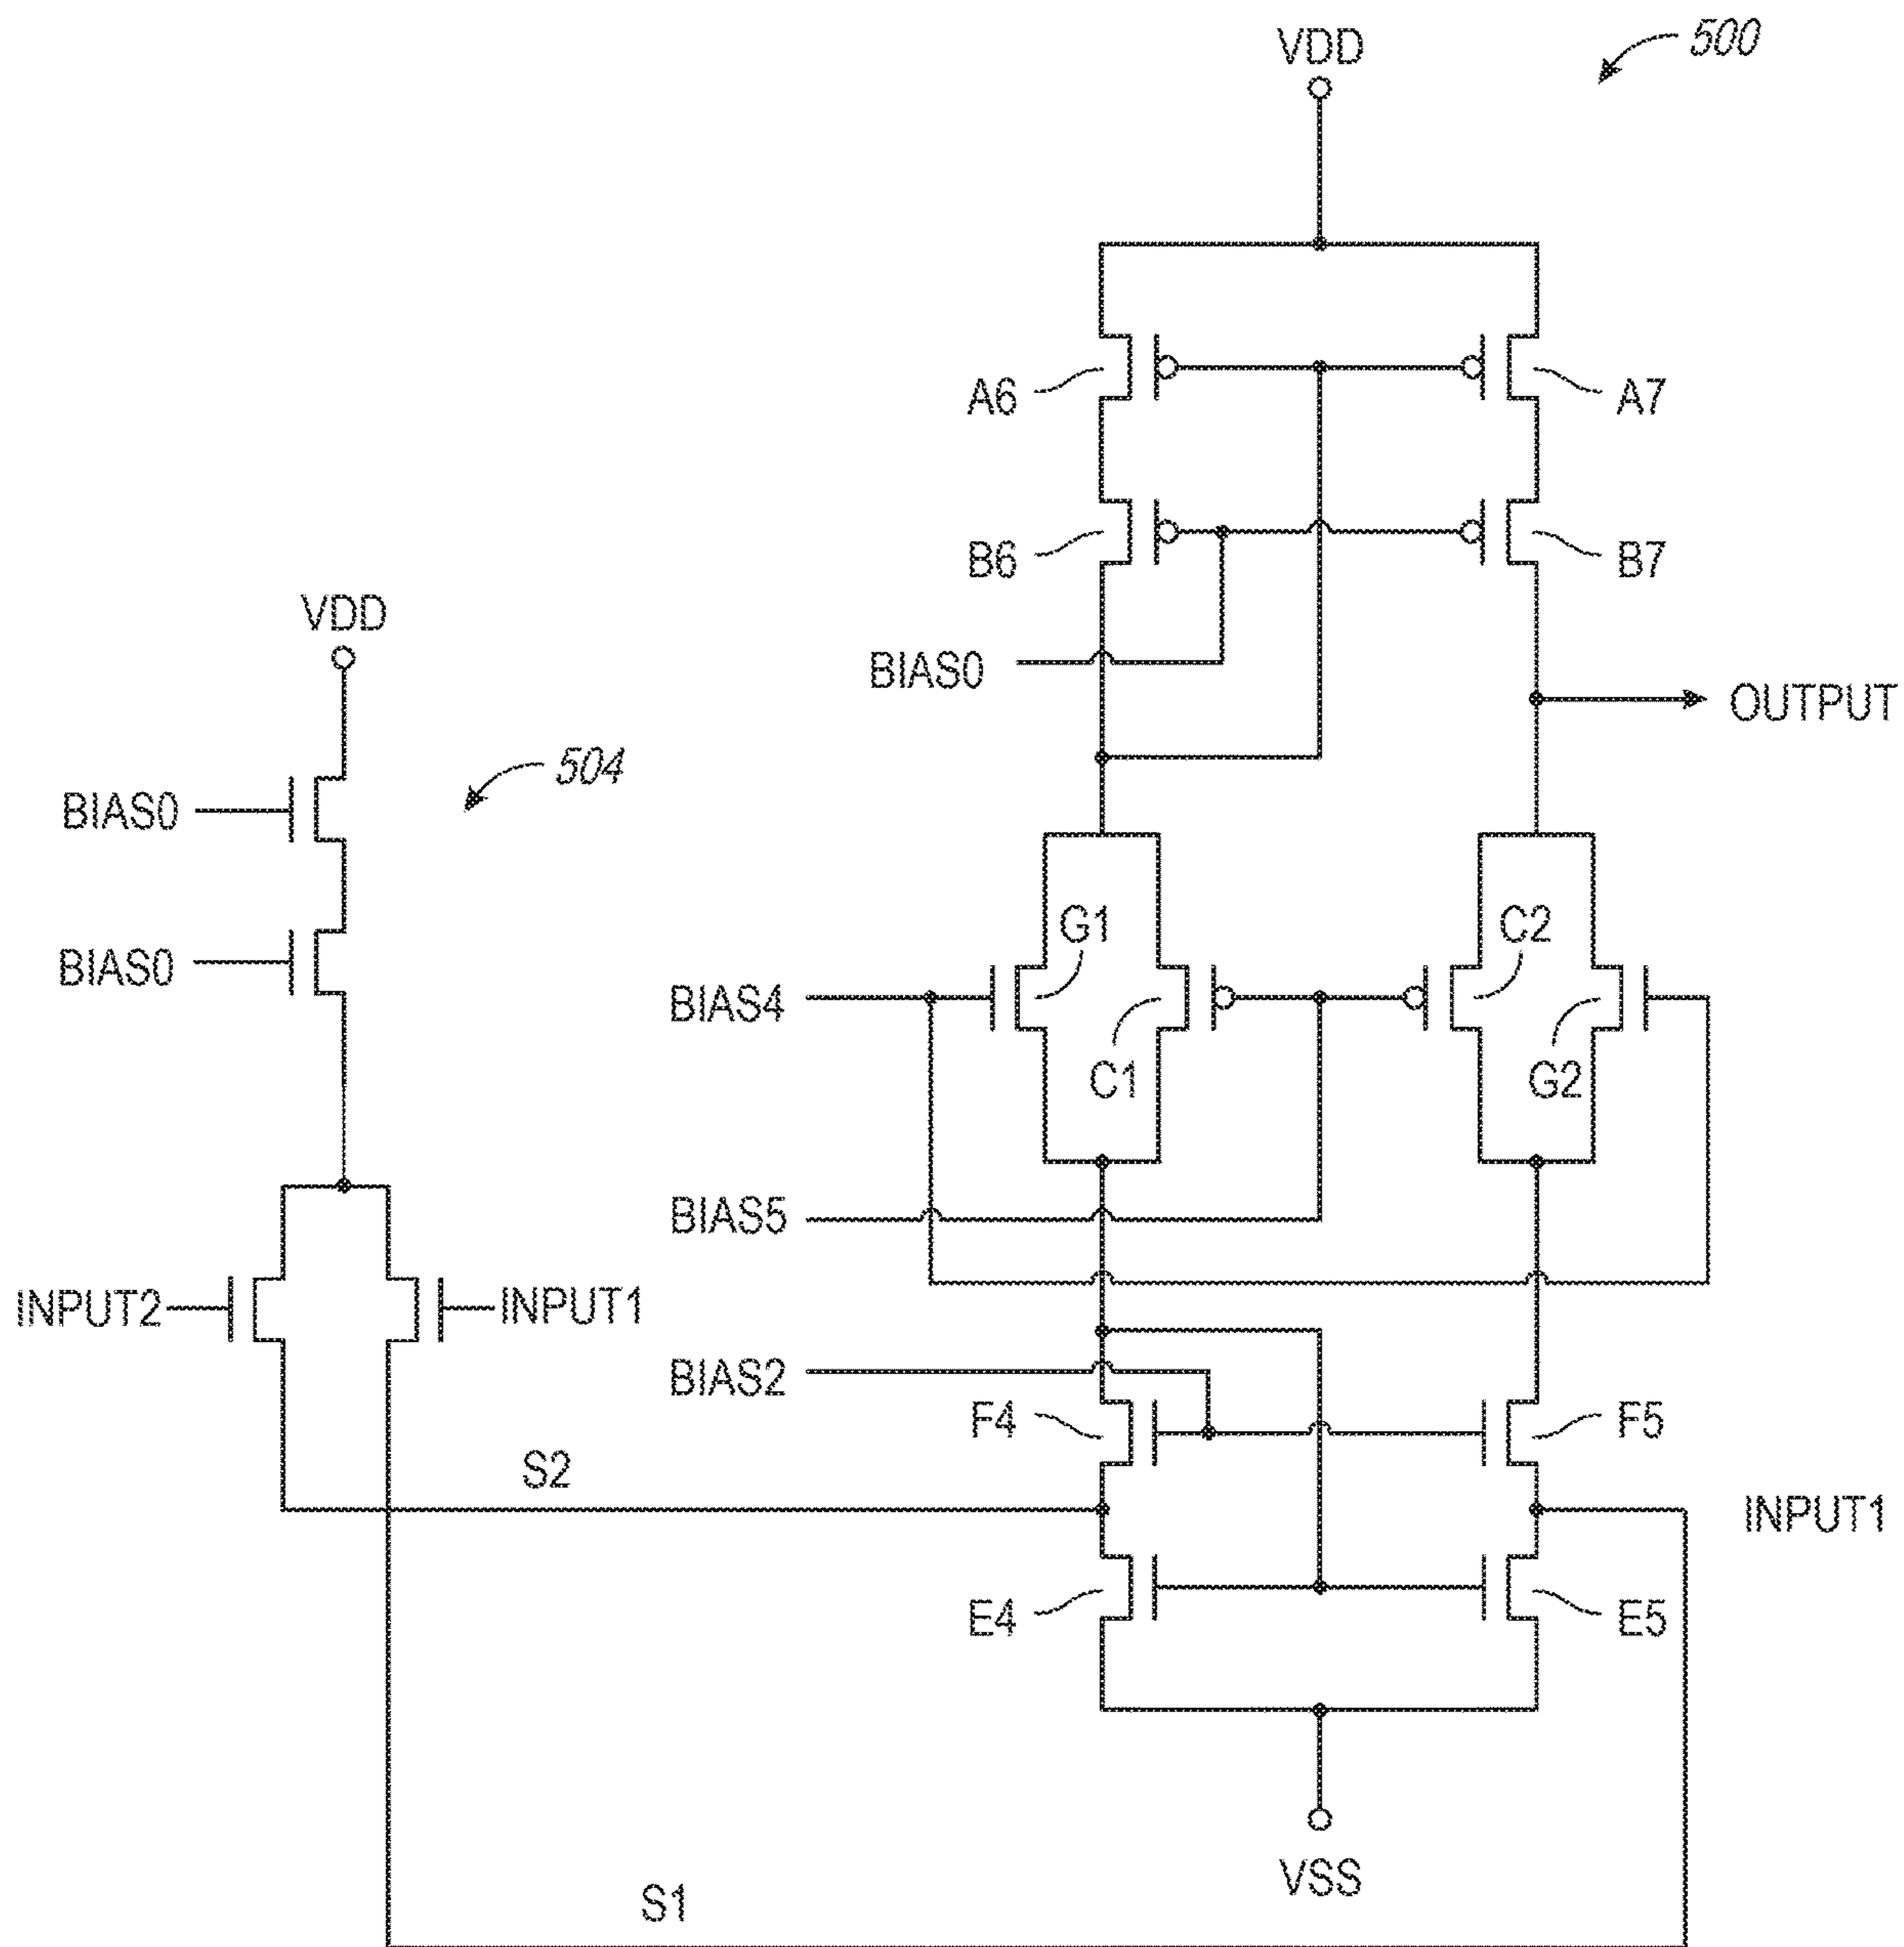 VDD
500
A6
A7
B6
B7
VDD
BIAS0
OUTPUT
504
BIAS0
G1
C2
BIAS0
BIAS4
C1
G2
BIAS5
INPUT2
INPUT1
BIAS2
F4
F5
S2
INPUT1
E4
E5
VSS
S1